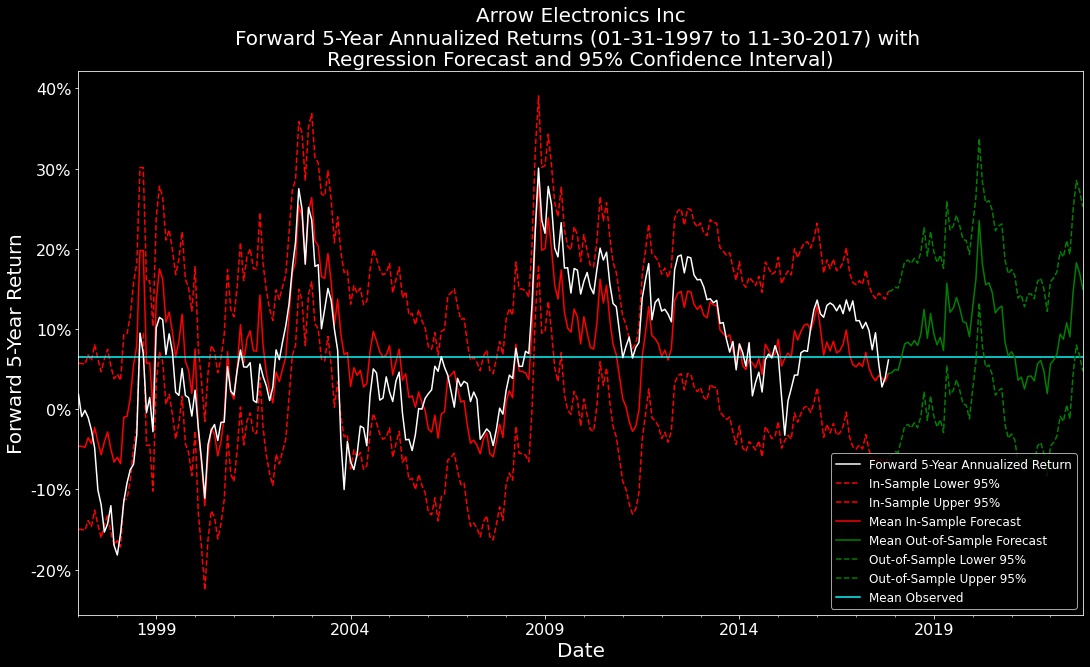 Arrow Electronics Inc
Forward 5-Year Annualized Returns (01-31-1997 to 11-30-2017) with
Regression Forecast and 95% Confidence Interval)
Forward 5-Year Return
40%
30%
20%
10%
0%
-10%
-20%
1999
2004
2009
2014
2019
Date
Forward 5-Year Annualized Return
In-Sample Lower 95%
In-Sample Upper 95%
Mean In-Sample Forecast
Mean Out-of-Sample Forecast
Out-of-Sample Lower 95%
Out-of-Sample Upper 95%
Mean Observed